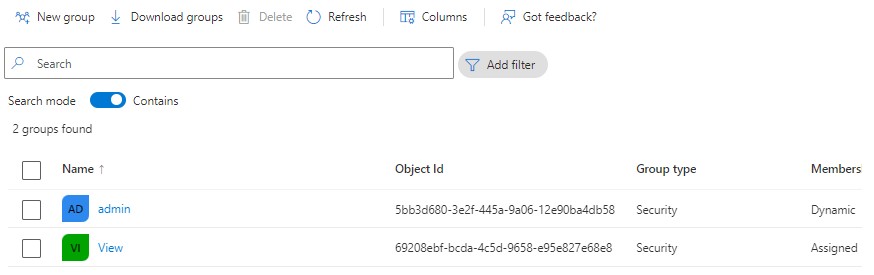 New group Download groups Delete Refresh Columns Got feedback?
Search Add filter
Search mode Contains
2 groups found
Name ↑ Object Id Group type Members
AD admin 5bb3d680-3e2f-445a-9a06-12e90ba4db58 Security Dynamic
VI View 69208ebf-bcda-4c5d-9658-e95e827e68e8 Security Assigned